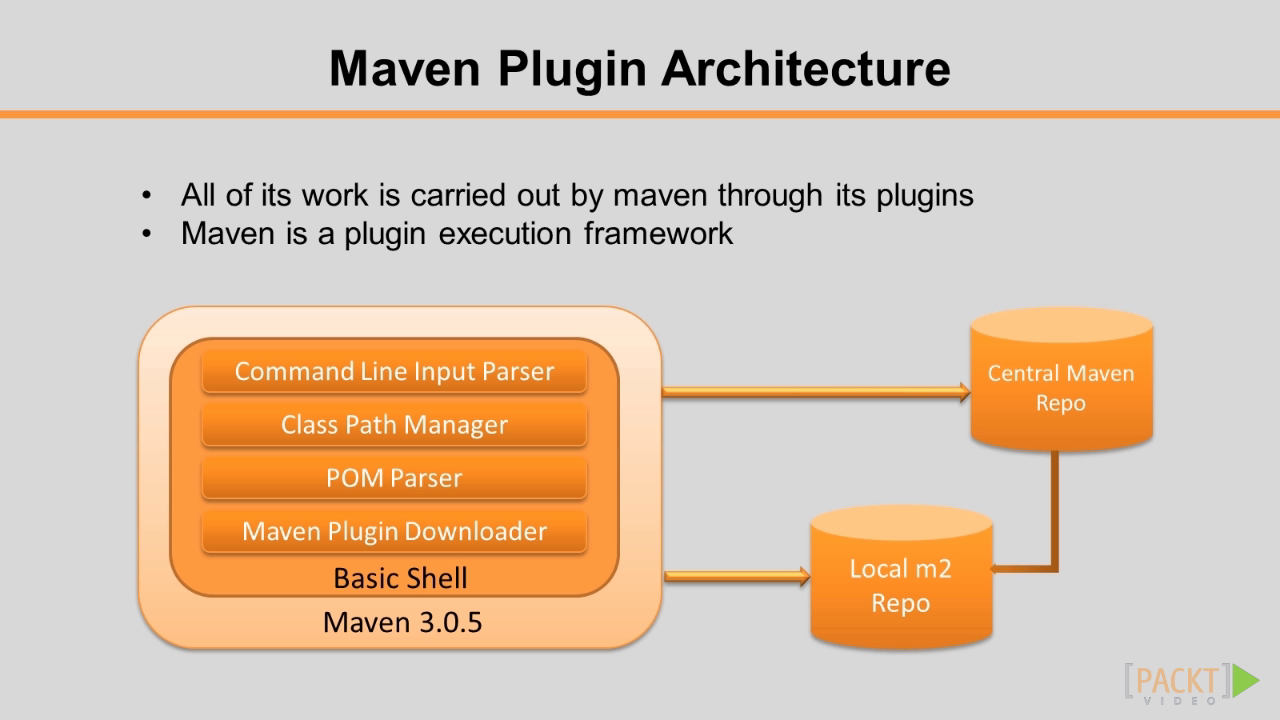 Maven Plugin Architecture
• All of its work is carried out by maven through its plugins
• Maven is a plugin execution framework
Command Line Input Parser
Class Path Manager
POM Parser
Maven Plugin Downloader
Basic Shell
Maven 3.0.5
Central Maven
Repo
Local m2
Repo
[PACKT]
VIDEO